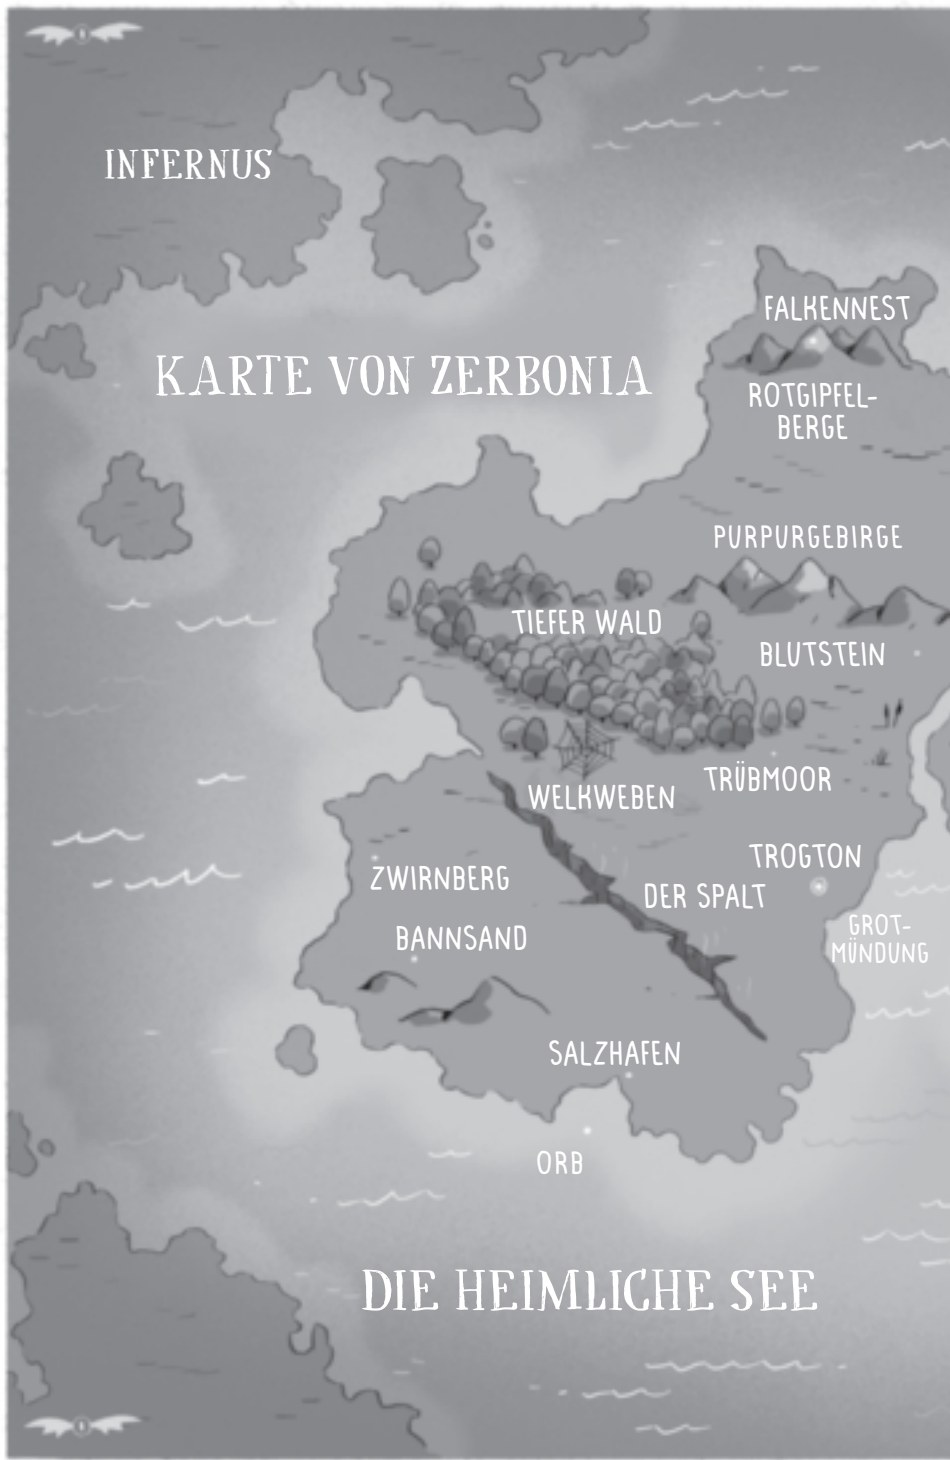 INFERNUS
FALKENNEST
KARTE VON ZERBONIA
ROTGIPFEL-
BERGE
PURPURGEBIRGE
TIEFER WALD
BLUTSTEIN
TRÜBMOOR
WELKWEBEN
TROGTON
ZWIRNBERG
DER SPALT
GROT-
MÜNDUNG
BANNSAND
SALZHAFEN
ORB
DIE HEIMLICHE SEE